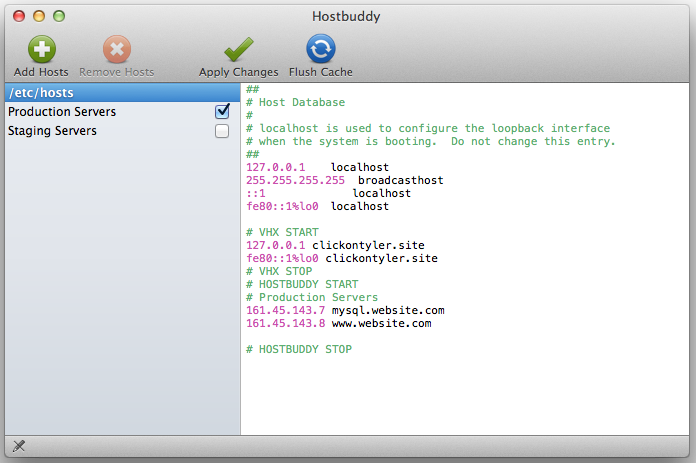 Hostbuddy
Add Hosts
Remove Hosts
Apply Changes
Flush Cache
/etc/hosts
Production Servers
Staging Servers
##
# Host Database
#
# localhost is used to configure the loopback interface
# when the system is booting.  Do not change this entry.
##
127.0.0.1    localhost
255.255.255.255  broadcasthost
::1             localhost
fe80::1%lo0  localhost
# VHX START
127.0.0.1 clickontyler.site
fe80::1%lo0 clickontyler.site
# VHX STOP
# HOSTBUDDY START
# Production Servers
161.45.143.7 mysql.website.com
161.45.143.8 www.website.com
# HOSTBUDDY STOP